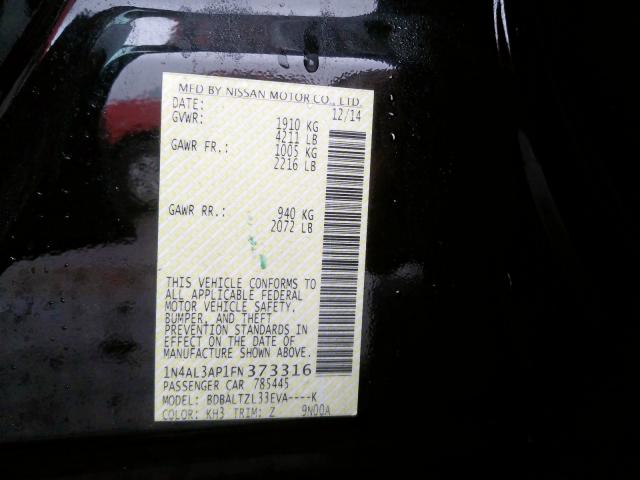 MFD BY NISSAN MOTOR CO., LTD.
DATE: 12/14
GVWR: 1910 KG
4211 LB
GAWR FR.: 1005 KG
2216 LB
GAWR RR.: 940 KG
2072 LB
THIS VEHICLE CONFORMS TO
ALL APPLICABLE FEDERAL
MOTOR VEHICLE SAFETY,
BUMPER, AND THEFT
PREVENTION STANDARDS IN
EFFECT ON THE DATE OF
MANUFACTURE SHOWN ABOVE.
1N4AL3AP1FN373316
PASSENGER CAR 785445
MODEL: BDBALTZL33EVA----K
COLOR: KH3 TRIM: Z 9N00A